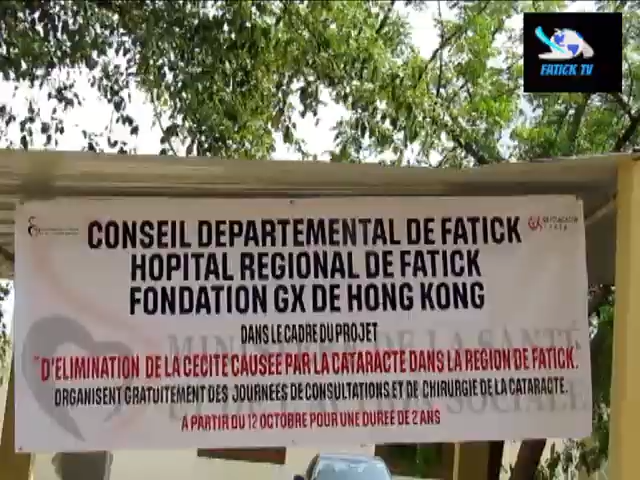 FATICK TV
CONSEIL DEPARTEMENTAL DE FATICK
HOPITAL REGIONAL DE FATICK
FONDATION GX DE HONG KONG
DANS LE CADRE DU PROJET
"D'ELIMINATION DE LA CECITE CAUSEE PAR LA CATARACTE DANS LA REGION DE FATICK.
ORGANISENT GRATUITEMENT DES JOURNEES DE CONSULTATIONS ET DE CHIRURGIE DE LA CATARACTE.
A PARTIR DU 12 OCTOBRE POUR UNE DUREE DE 2 ANS